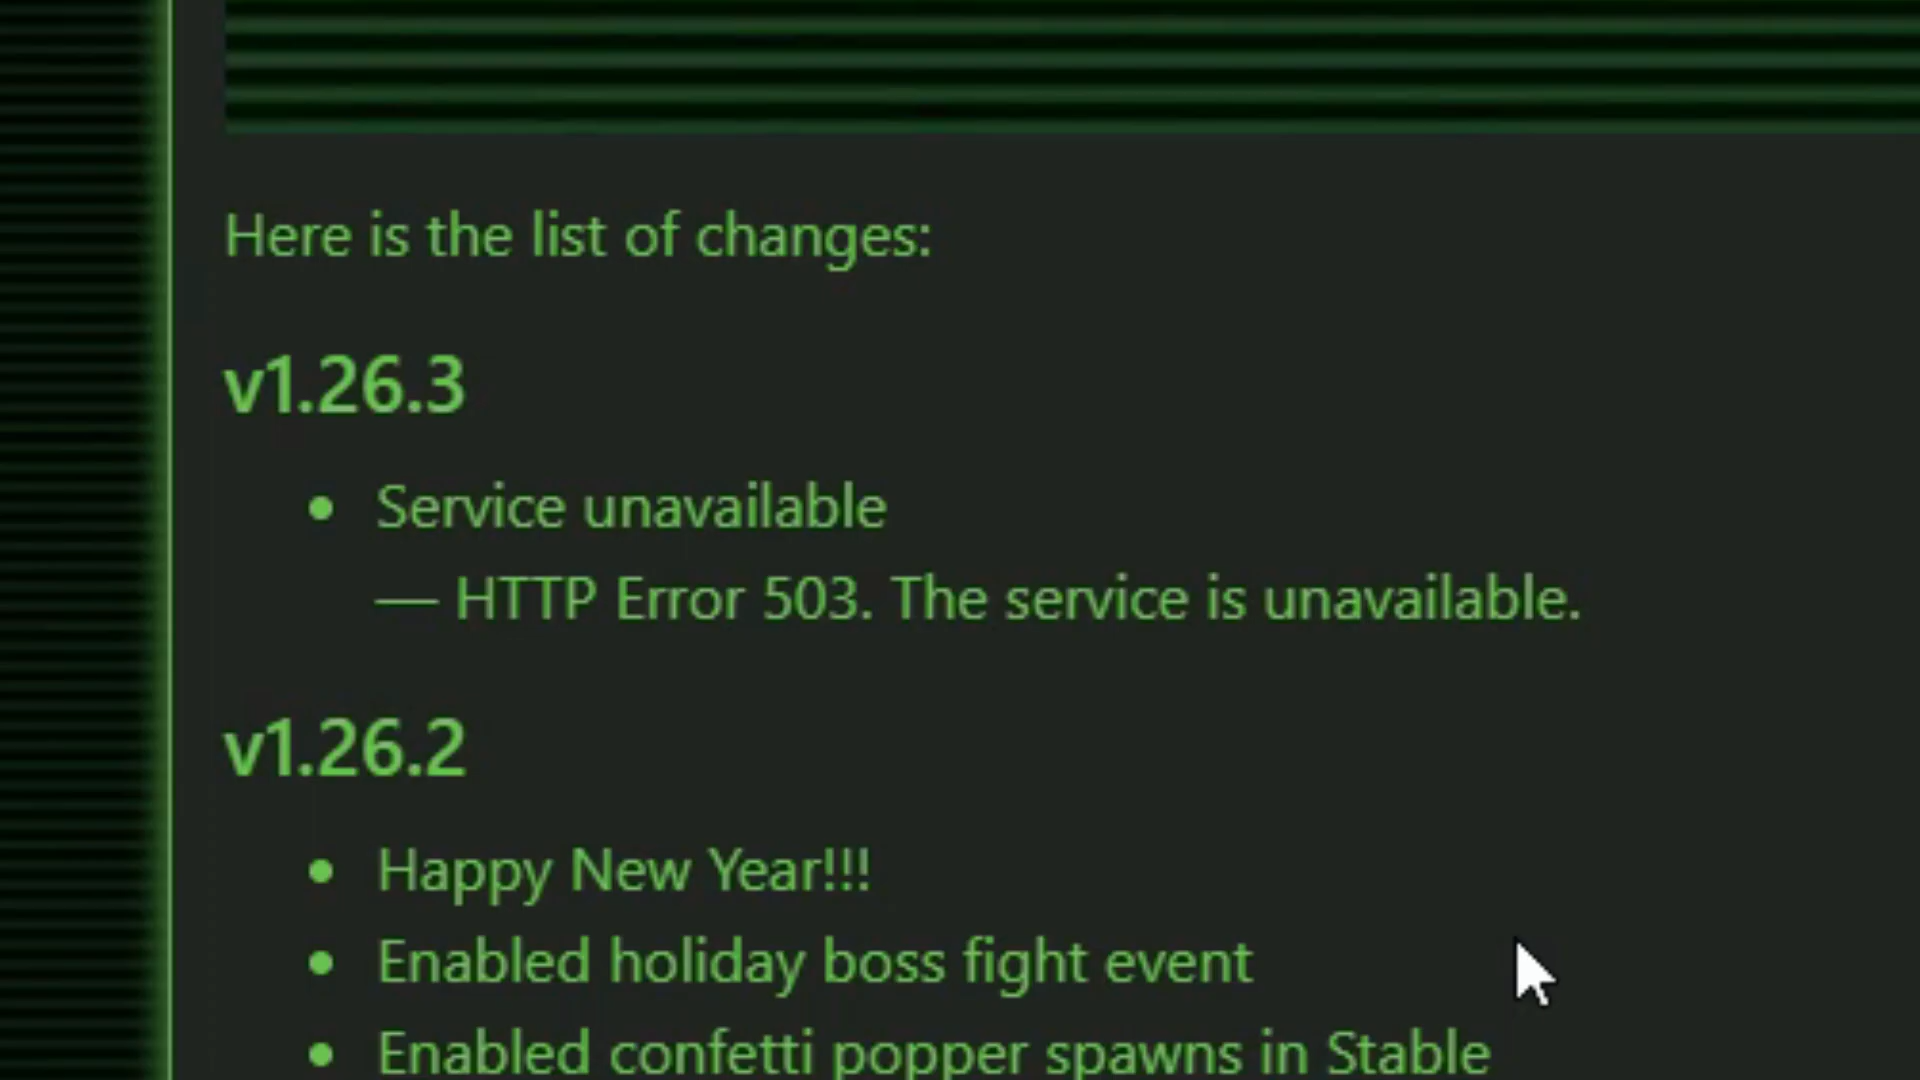 Here is the list of changes:
v1.26.3
Service unavailable
— HTTP Error 503. The service is unavailable.
v1.26.2
Happy New Year!!!
Enabled holiday boss fight event
Enabled confetti popper spawns in Stable